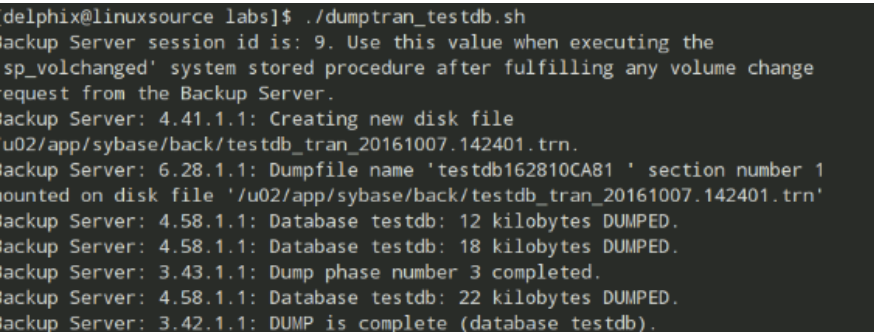 [delphix@linuxsource labs]$ ./dumptran_testdb.sh
Backup Server session id is: 9. Use this value when executing the
'sp_volchanged' system stored procedure after fulfilling any volume change
request from the Backup Server.
Backup Server: 4.41.1.1: Creating new disk file
/u02/app/sybase/back/testdb_tran_20161007.142401.trn.
Backup Server: 6.28.1.1: Dumpfile name 'testdb162810CA81 ' section number 1
mounted on disk file '/u02/app/sybase/back/testdb_tran_20161007.142401.trn'
Backup Server: 4.58.1.1: Database testdb: 12 kilobytes DUMPED.
Backup Server: 4.58.1.1: Database testdb: 18 kilobytes DUMPED.
Backup Server: 3.43.1.1: Dump phase number 3 completed.
Backup Server: 4.58.1.1: Database testdb: 22 kilobytes DUMPED.
Backup Server: 3.42.1.1: DUMP is complete (database testdb).